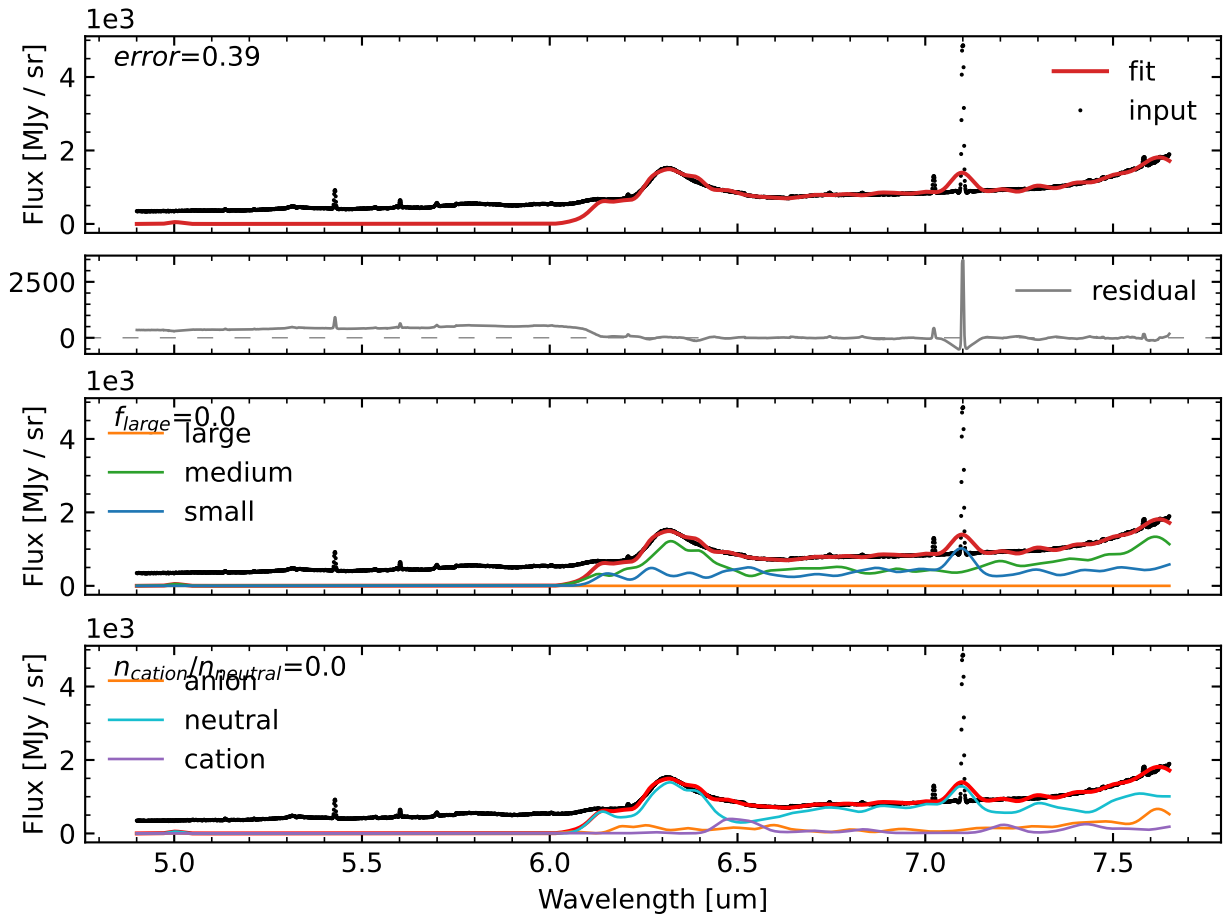 1e3
error=0.39
fit
input
Flux [MJy / sr]
4
2
0
residual
2500
0
1e3
f_large=0.0
large
medium
small
Flux [MJy / sr]
4
2
0
1e3
n_cation/n_neutral=0.0
anion
neutral
cation
Flux [MJy / sr]
4
2
0
5.0 5.5 6.0 6.5 7.0 7.5
Wavelength [um]